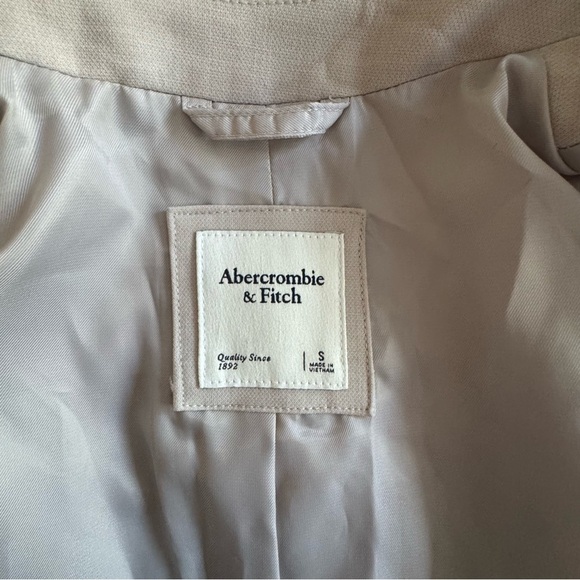 Abercrombie
& Fitch
Quality Since
1892
S
MADE IN
VIETNAM